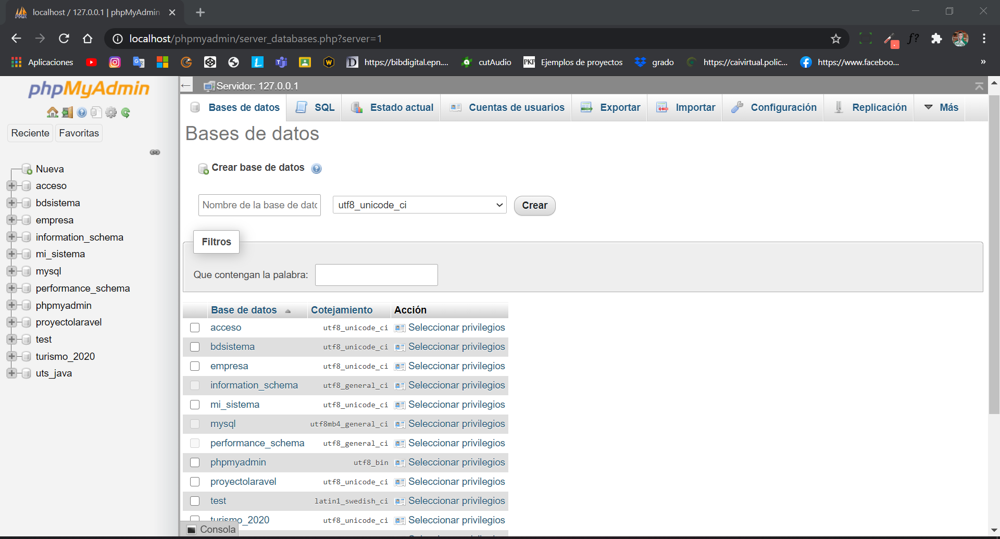 localhost / 127.0.0.1 | phpMyAdmin
localhost/phpmyadmin/server_databases.php?server=1
f?
Aplicaciones
https://bibdigital.epn....
cutAudio
PKP Ejemplos de proyectos
grado
https://caivirtual.polic...
https://www.faceboo...
»
phpMyAdmin
Reciente
Favoritas
Nueva
acceso
bdsistema
empresa
information_schema
mi_sistema
mysql
performance_schema
phpmyadmin
proyectolaravel
test
turismo_2020
uts_java
Servidor: 127.0.0.1
Bases de datos
SQL
Estado actual
Cuentas de usuarios
Exportar
Importar
Configuración
Replicación
Más
Bases de datos
Crear base de datos
Nombre de la base de datc
utf8_unicode_ci
Crear
Filtros
Que contengan la palabra:
Base de datos Cotejamiento Acción
acceso utf8_unicode_ci Seleccionar privilegios
bdsistema utf8_unicode_ci Seleccionar privilegios
empresa utf8_unicode_ci Seleccionar privilegios
information_schema utf8_general_ci Seleccionar privilegios
mi_sistema utf8_unicode_ci Seleccionar privilegios
mysql utf8mb4_general_ci Seleccionar privilegios
performance_schema utf8_general_ci Seleccionar privilegios
phpmyadmin utf8_bin Seleccionar privilegios
proyectolaravel utf8_unicode_ci Seleccionar privilegios
test latin1_swedish_ci Seleccionar privilegios
turismo_2020 utf8_unicode_ci Seleccionar privilegios
Consola